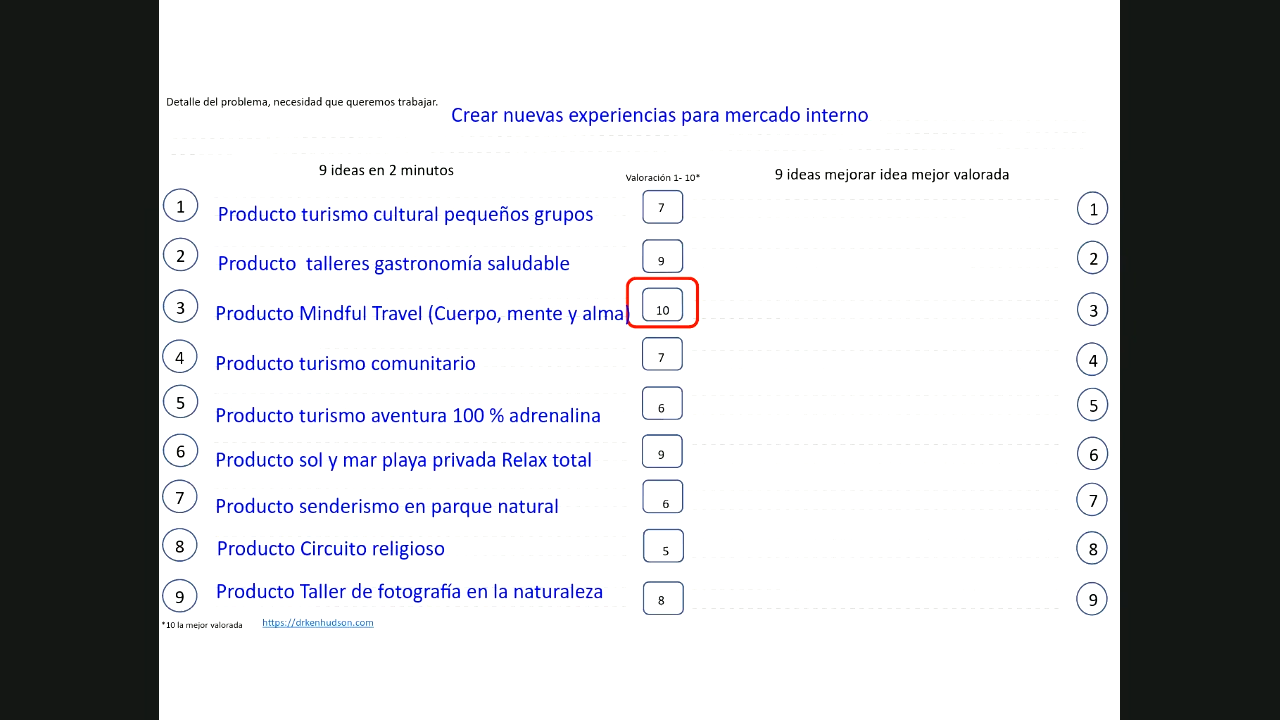 Detalle del problema, necesidad que queremos trabajar.
Crear nuevas experiencias para mercado interno
9 ideas en 2 minutos
Valoración 1- 10*
9 ideas mejorar idea mejor valorada
1 Producto turismo cultural pequeños grupos 7 1
2 Producto talleres gastronomía saludable 9 2
3 Producto Mindful Travel (Cuerpo, mente y alma) 10 3
4 Producto turismo comunitario 7 4
5 Producto turismo aventura 100 % adrenalina 6 5
6 Producto sol y mar playa privada Relax total 9 6
7 Producto senderismo en parque natural 6 7
8 Producto Circuito religioso 5 8
9 Producto Taller de fotografía en la naturaleza 8 9
*10 la mejor valorada https://drkenhudson.com